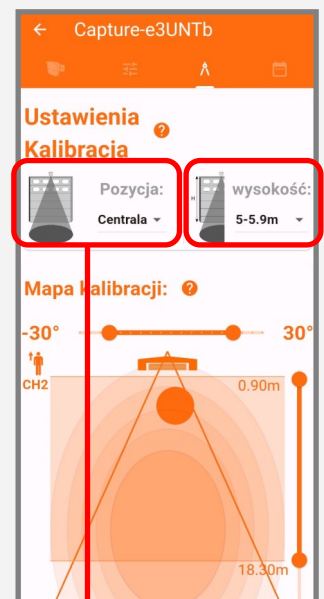 Capture-e3UNTb
Ustawienia
Kalibracja
Pozycja:
wysokość:
H
Centrala
5-5.9m
Mapa kalibracji:
-30°
30°
CH2
0.90m
18.30m